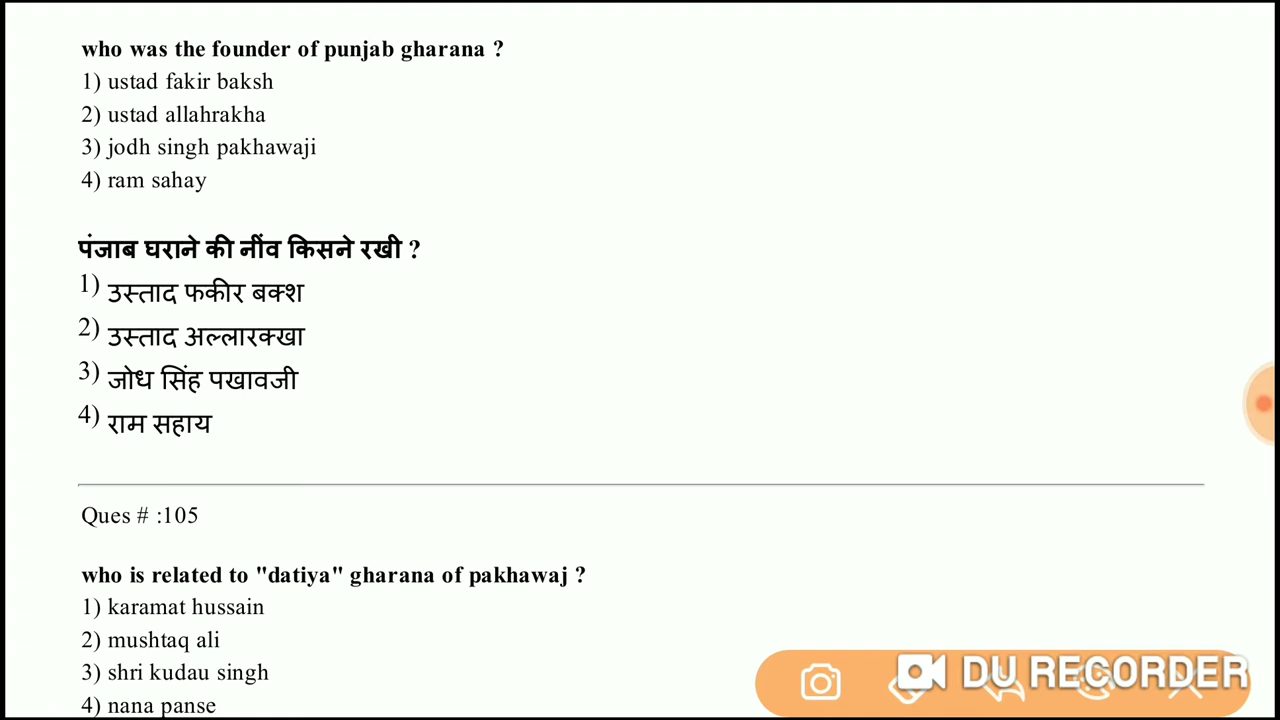 who was the founder of punjab gharana ?
1) ustad fakir baksh
2) ustad allahrakha
3) jodh singh pakhawaji
4) ram sahay
पंजाब घराने की नींव किसने रखी ?
1) उस्ताद फकीर बक्श
2) उस्ताद अल्लारक्खा
3) जोध सिंह पखावजी
4) राम सहाय
Ques # :105
who is related to "datiya" gharana of pakhawaj ?
1) karamat hussain
2) mushtaq ali
3) shri kudau singh
4) nana panse
DU RECORDER